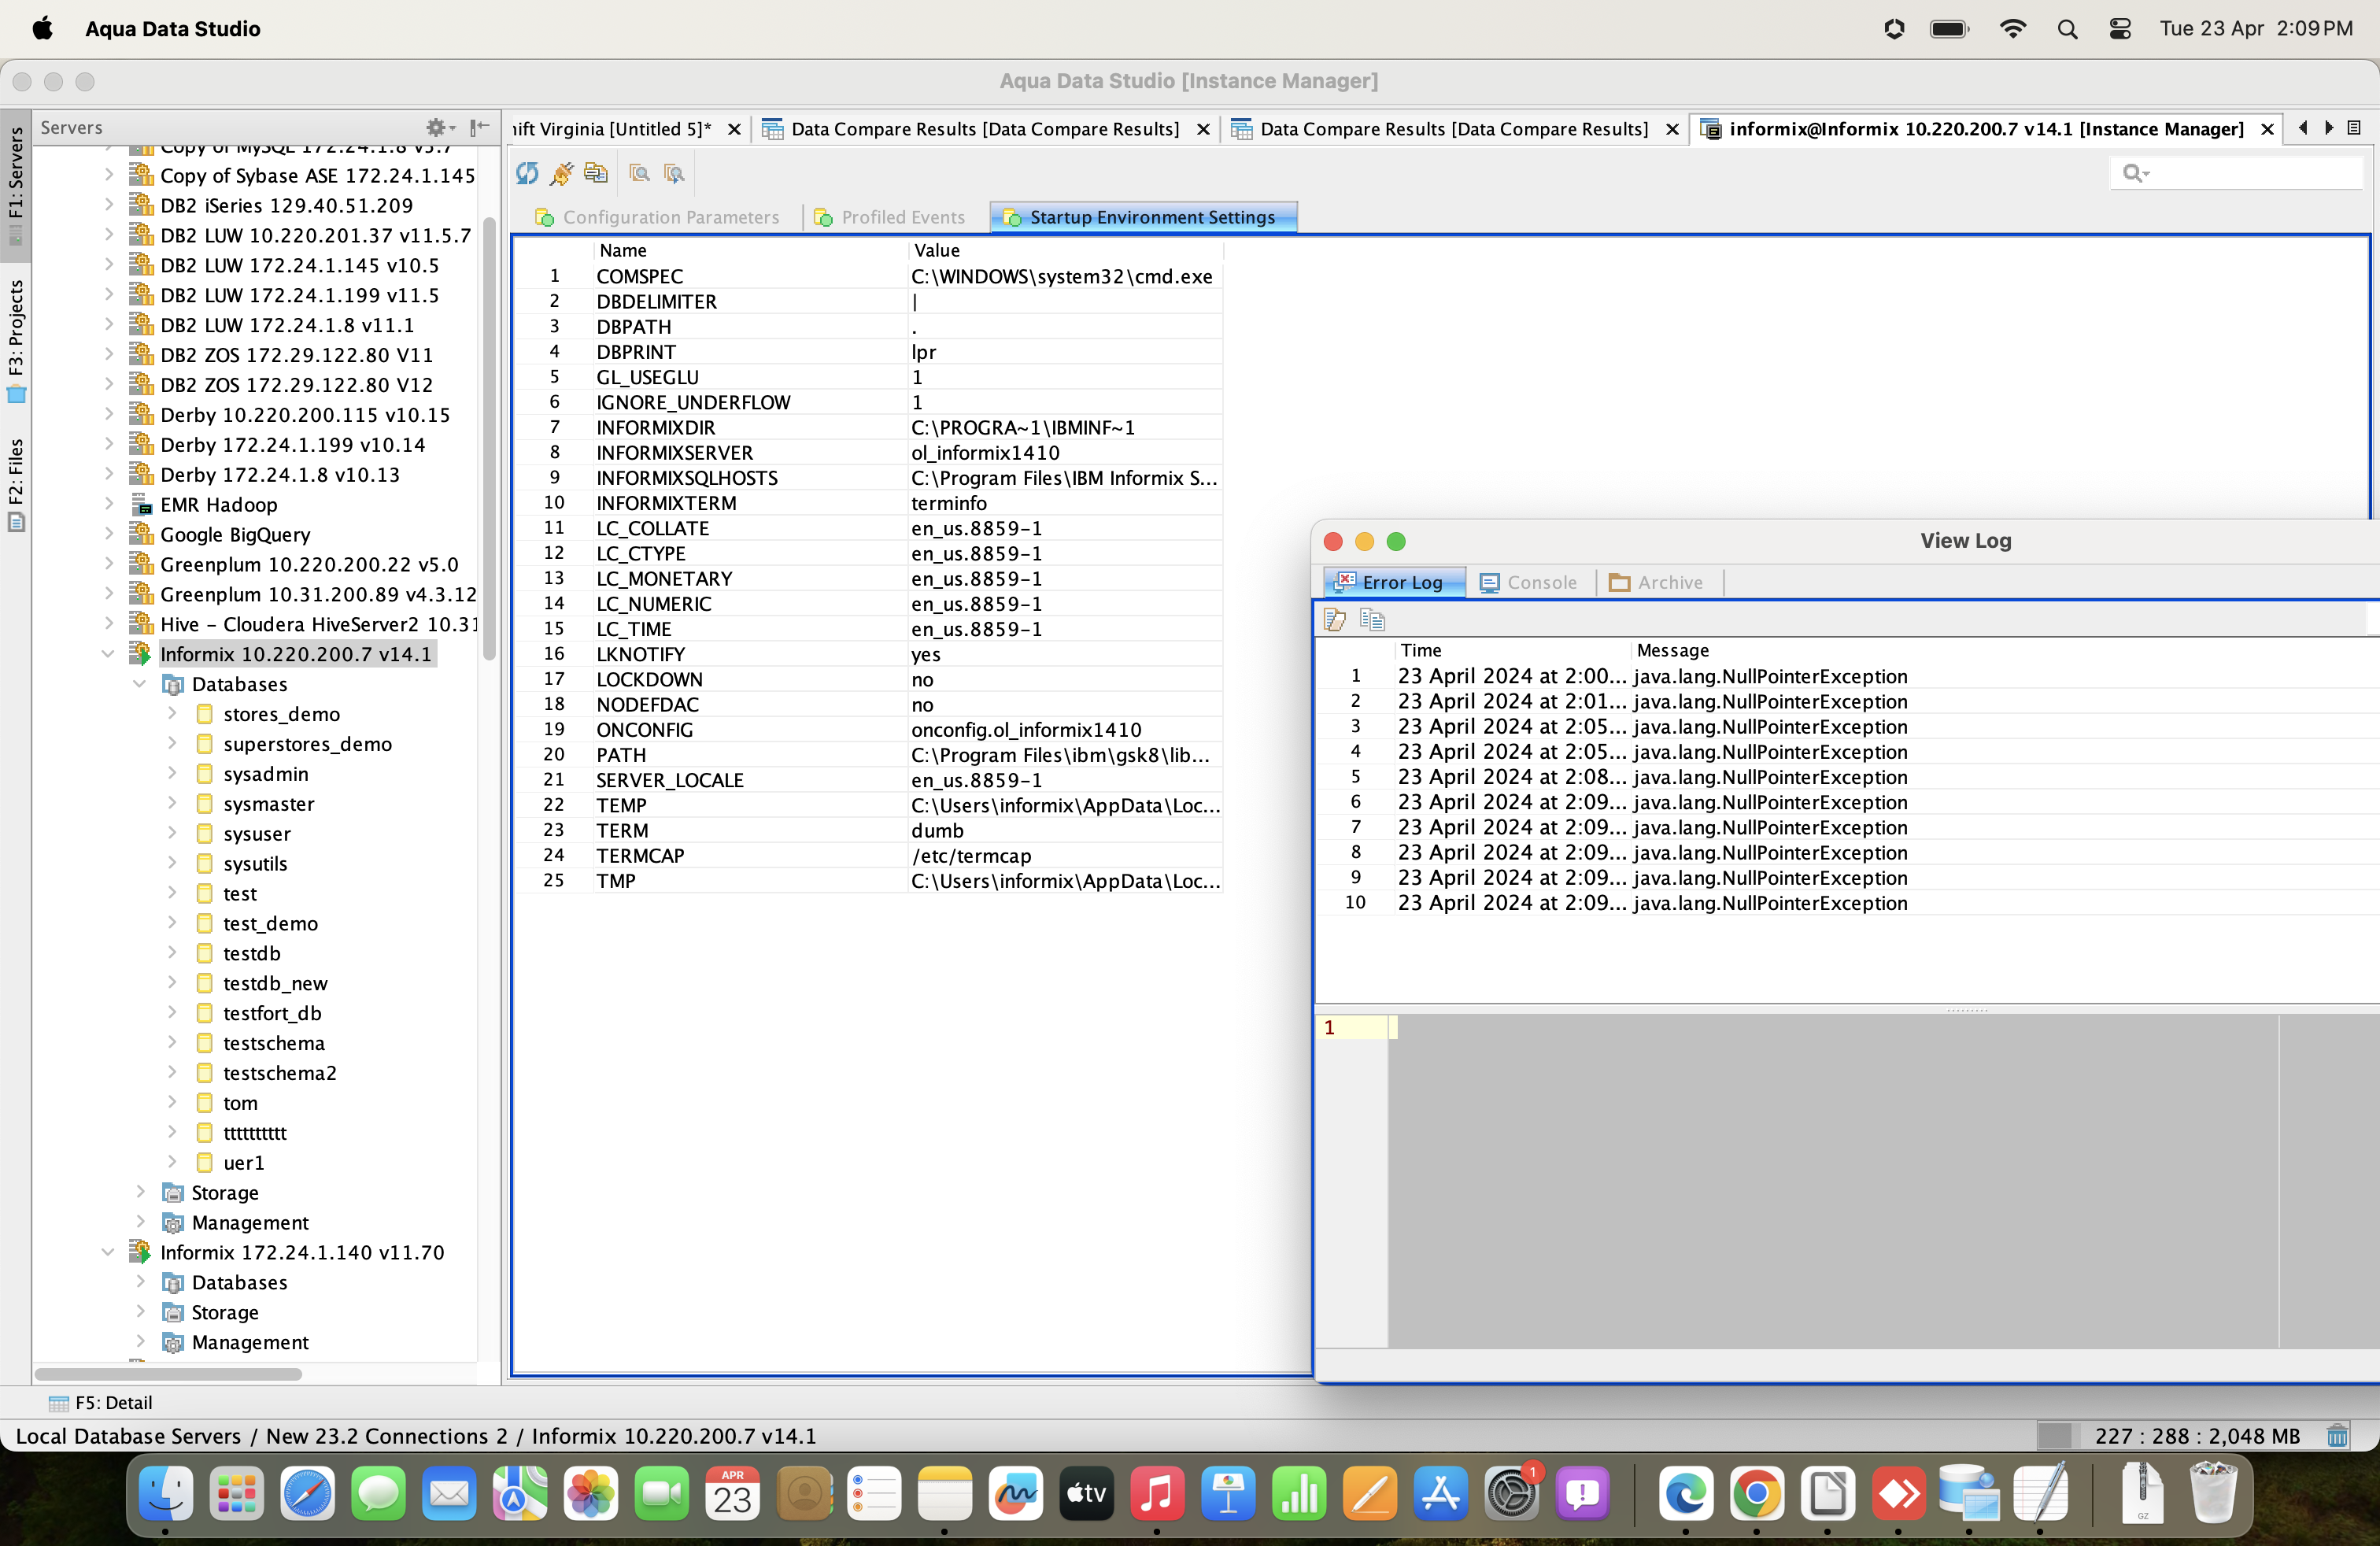 Aqua Data Studio
Tue 23 Apr 2:09 PM
Aqua Data Studio [Instance Manager]
F1: Servers
F3: Projects
F2: Files
Servers
Copy of MySQL 172.24.1.8 v5.7
Copy of Sybase ASE 172.24.1.145
DB2 iSeries 129.40.51.209
DB2 LUW 10.220.201.37 v11.5.7
DB2 LUW 172.24.1.145 v10.5
DB2 LUW 172.24.1.199 v11.5
DB2 LUW 172.24.1.8 v11.1
DB2 ZOS 172.29.122.80 V11
DB2 ZOS 172.29.122.80 V12
Derby 10.220.200.115 v10.15
Derby 172.24.1.199 v10.14
Derby 172.24.1.8 v10.13
EMR Hadoop
Google BigQuery
Greenplum 10.220.200.22 v5.0
Greenplum 10.31.200.89 v4.3.12
Hive - Cloudera HiveServer2 10.31
Informix 10.220.200.7 v14.1
Databases
stores_demo
superstores_demo
sysadmin
sysmaster
sysuser
sysutils
test
test_demo
testdb
testdb_new
testfort_db
testschema
testschema2
tom
tttttttttt
uer1
Storage
Management
Informix 172.24.1.140 v11.70
Databases
Storage
Management
ift Virginia [Untitled 5]*
Data Compare Results [Data Compare Results]
Data Compare Results [Data Compare Results]
informix@Informix 10.220.200.7 v14.1 [Instance Manager]
Configuration Parameters
Profiled Events
Startup Environment Settings
Name Value
1 COMSPEC C:\WINDOWS\system32\cmd.exe
2 DBDELIMITER |
3 DBPATH .
4 DBPRINT lpr
5 GL_USEGLU 1
6 IGNORE_UNDERFLOW 1
7 INFORMIXDIR C:\PROGRA~1\IBMINF~1
8 INFORMIXSERVER ol_informix1410
9 INFORMIXSQLHOSTS C:\Program Files\IBM Informix S...
10 INFORMIXTERM terminfo
11 LC_COLLATE en_us.8859-1
12 LC_CTYPE en_us.8859-1
13 LC_MONETARY en_us.8859-1
14 LC_NUMERIC en_us.8859-1
15 LC_TIME en_us.8859-1
16 LKNOTIFY yes
17 LOCKDOWN no
18 NODEFDAC no
19 ONCONFIG onconfig.ol_informix1410
20 PATH C:\Program Files\ibm\gsk8\lib...
21 SERVER_LOCALE en_us.8859-1
22 TEMP C:\Users\informix\AppData\Loc...
23 TERM dumb
24 TERMCAP /etc/termcap
25 TMP C:\Users\informix\AppData\Loc...
View Log
Error Log
Console
Archive
Time Message
1 23 April 2024 at 2:00... java.lang.NullPointerException
2 23 April 2024 at 2:01... java.lang.NullPointerException
3 23 April 2024 at 2:05... java.lang.NullPointerException
4 23 April 2024 at 2:05... java.lang.NullPointerException
5 23 April 2024 at 2:08... java.lang.NullPointerException
6 23 April 2024 at 2:09... java.lang.NullPointerException
7 23 April 2024 at 2:09... java.lang.NullPointerException
8 23 April 2024 at 2:09... java.lang.NullPointerException
9 23 April 2024 at 2:09... java.lang.NullPointerException
10 23 April 2024 at 2:09... java.lang.NullPointerException
1
F5: Detail
Local Database Servers / New 23.2 Connections 2 / Informix 10.220.200.7 v14.1
227 : 288 : 2,048 MB
APR
23
tv
1
GZ